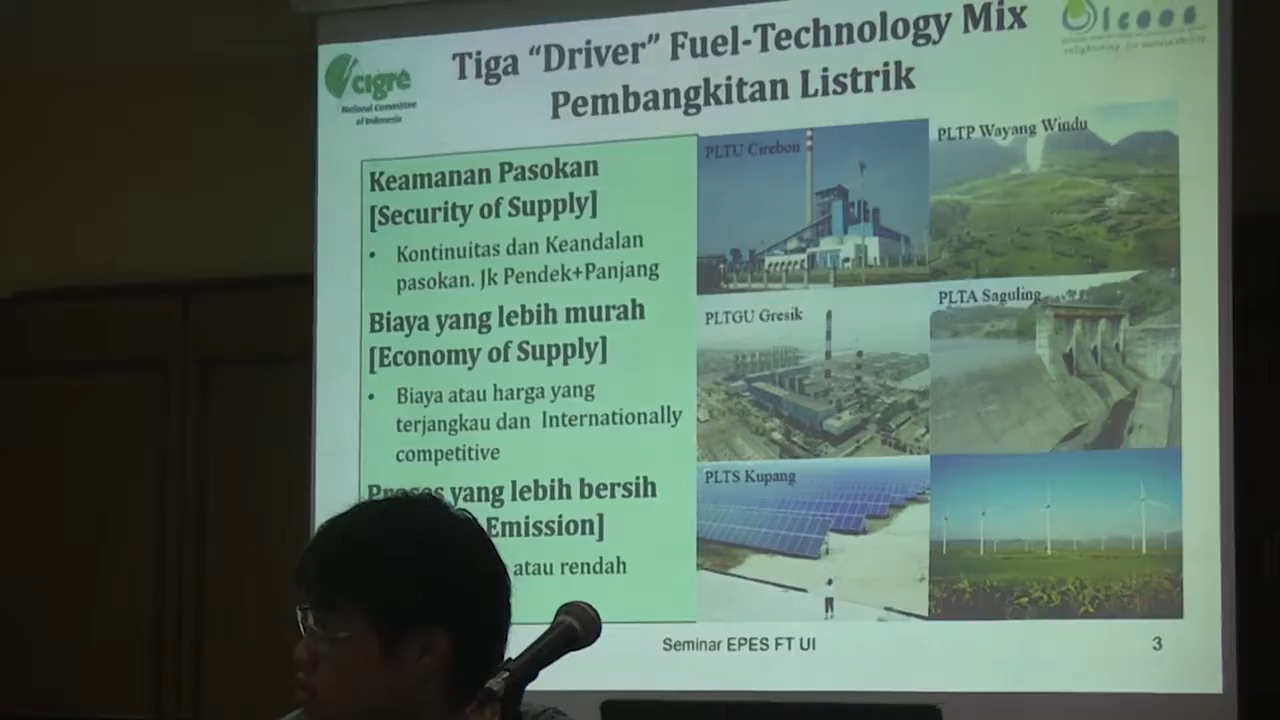 cigre
National Committee
of Indonesia
Tiga “Driver” Fuel-Technology Mix
Pembangkitan Listrik
Keamanan Pasokan
[Security of Supply]
• Kontinuitas dan Keandalan
pasokan. Jk Pendek+Panjang
Biaya yang lebih murah
[Economy of Supply]
• Biaya atau harga yang
terjangkau dan Internationally
competitive
Proses yang lebih bersih
Emission]
atau rendah
PLTU Cirebon
PLTP Wayang Windu
PLTGU Gresik
PLTA Saguling
PLTS Kupang
Seminar EPES FT UI
3